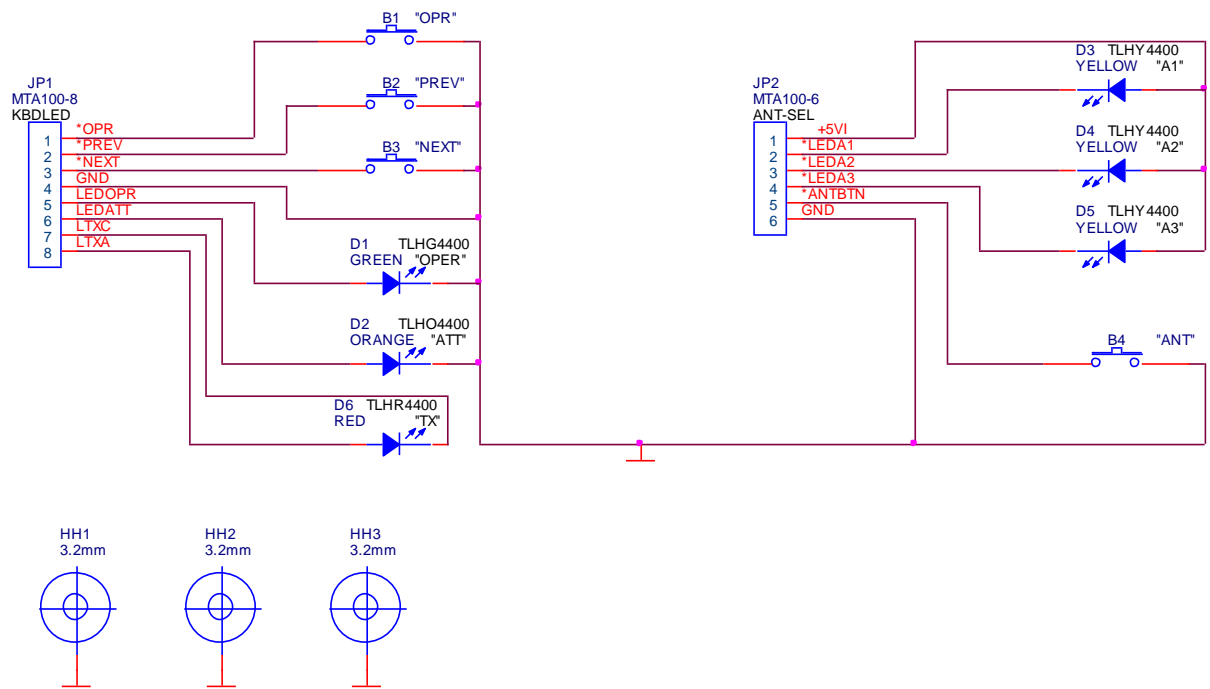 B1 "OPR"
JP1
MTA100-8
KBDLED
B2 "PREV"
B3 "NEXT"
1 *OPR
2 *PREV
3 *NEXT
4 GND
5 LEDOPR
6 LEDATT
7 LTXC
8 LTXA
D1 TLHG4400
GREEN "OPER"
D2 TLHO4400
ORANGE "ATT"
D6 TLHR4400
RED "TX"
JP2
MTA100-6
ANT-SEL
1 +5VI
2 *LEDA1
3 *LEDA2
4 *LEDA3
5 *ANTBTN
6 GND
D3 TLHY4400
YELLOW "A1"
D4 TLHY4400
YELLOW "A2"
D5 TLHY4400
YELLOW "A3"
B4 "ANT"
HH1
3.2mm
HH2
3.2mm
HH3
3.2mm